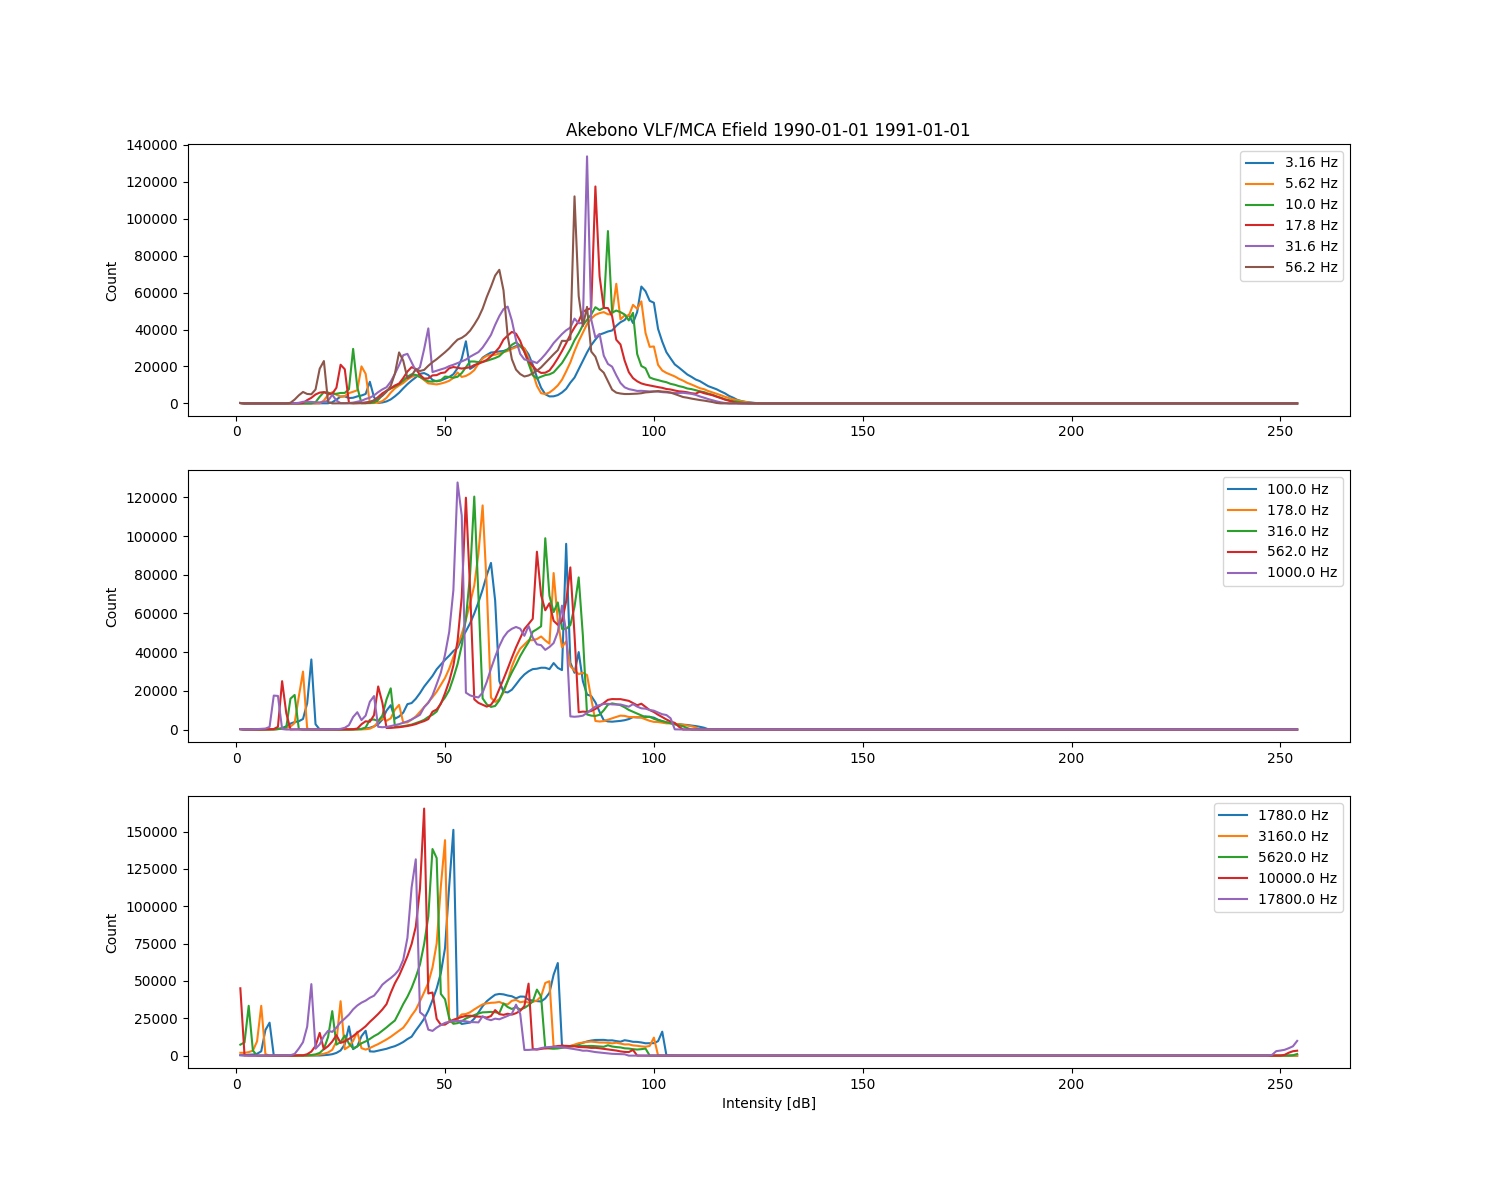 Akebono VLF/MCA Efield 1990-01-01 1991-01-01
140000
120000
100000
80000
60000
40000
20000
0
Count
3.16 Hz
5.62 Hz
10.0 Hz
17.8 Hz
31.6 Hz
56.2 Hz
0 50 100 150 200 250
120000
100000
80000
60000
40000
20000
0
Count
100.0 Hz
178.0 Hz
316.0 Hz
562.0 Hz
1000.0 Hz
0 50 100 150 200 250
150000
125000
100000
75000
50000
25000
0
Count
1780.0 Hz
3160.0 Hz
5620.0 Hz
10000.0 Hz
17800.0 Hz
0 50 100 150 200 250
Intensity [dB]